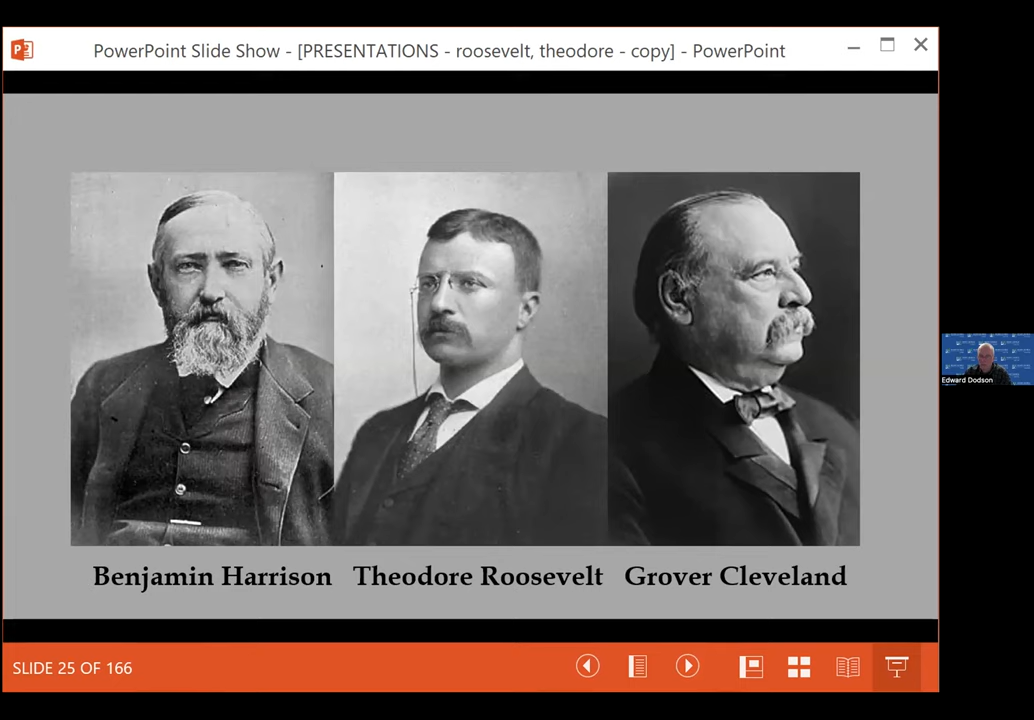 PowerPoint Slide Show - [PRESENTATIONS - roosevelt, theodore - copy] - PowerPoint
Edward Dodson
Benjamin Harrison Theodore Roosevelt Grover Cleveland
SLIDE 25 OF 166